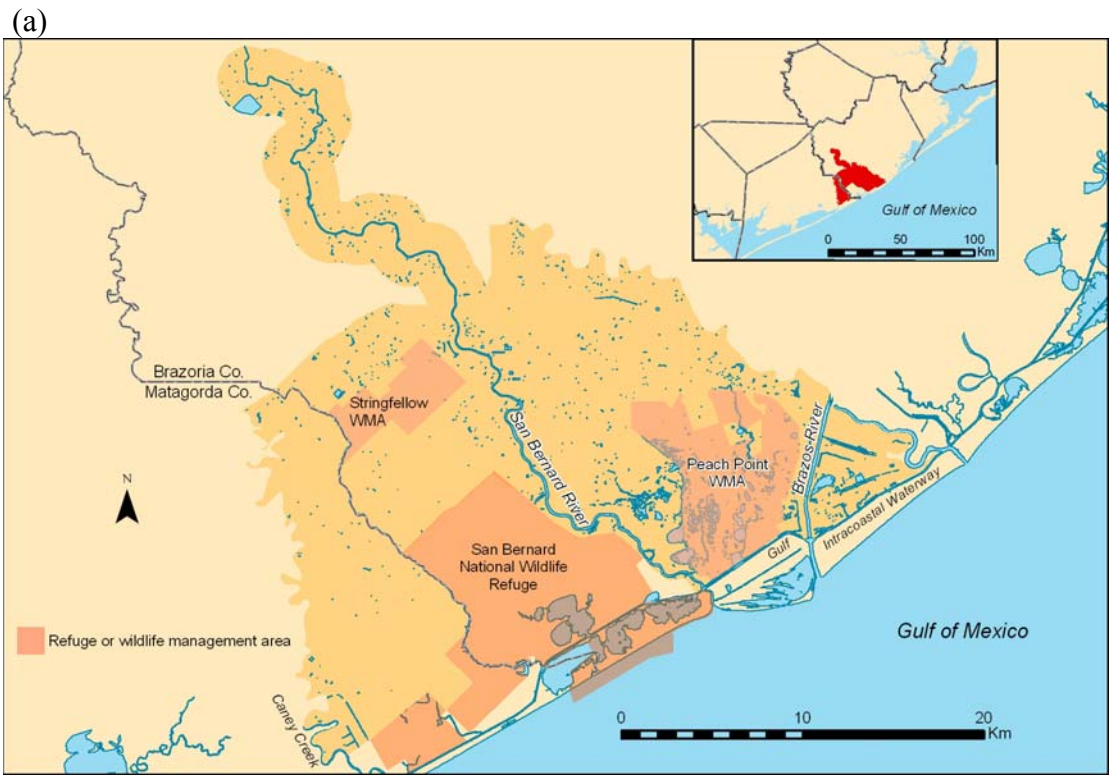 (a)
Gulf of Mexico
0 50 100
Km
Brazoria Co.
Matagorda Co.
Stringfellow
WMA
San Bernard River
Peach Point
WMA
Brazos River
N
San Bernard
National Wildlife
Refuge
Gulf Intracoastal Waterway
Refuge or wildlife management area
Gulf of Mexico
Caney Creek
0 10 20
Km